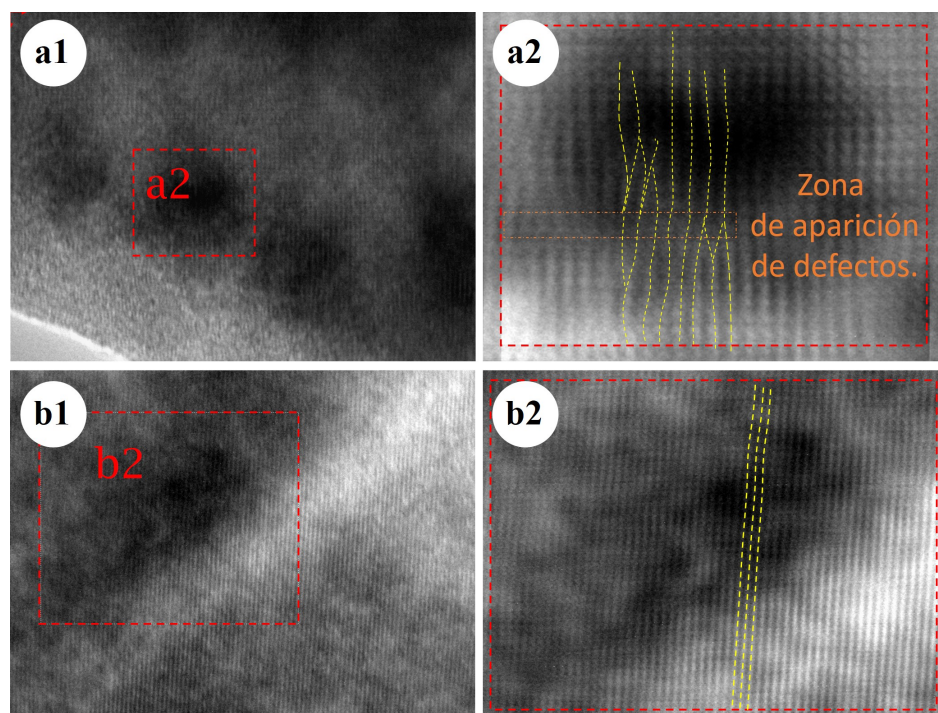 a1
a2
a2
Zona
de aparición
de defectos.
b1
b2
b2